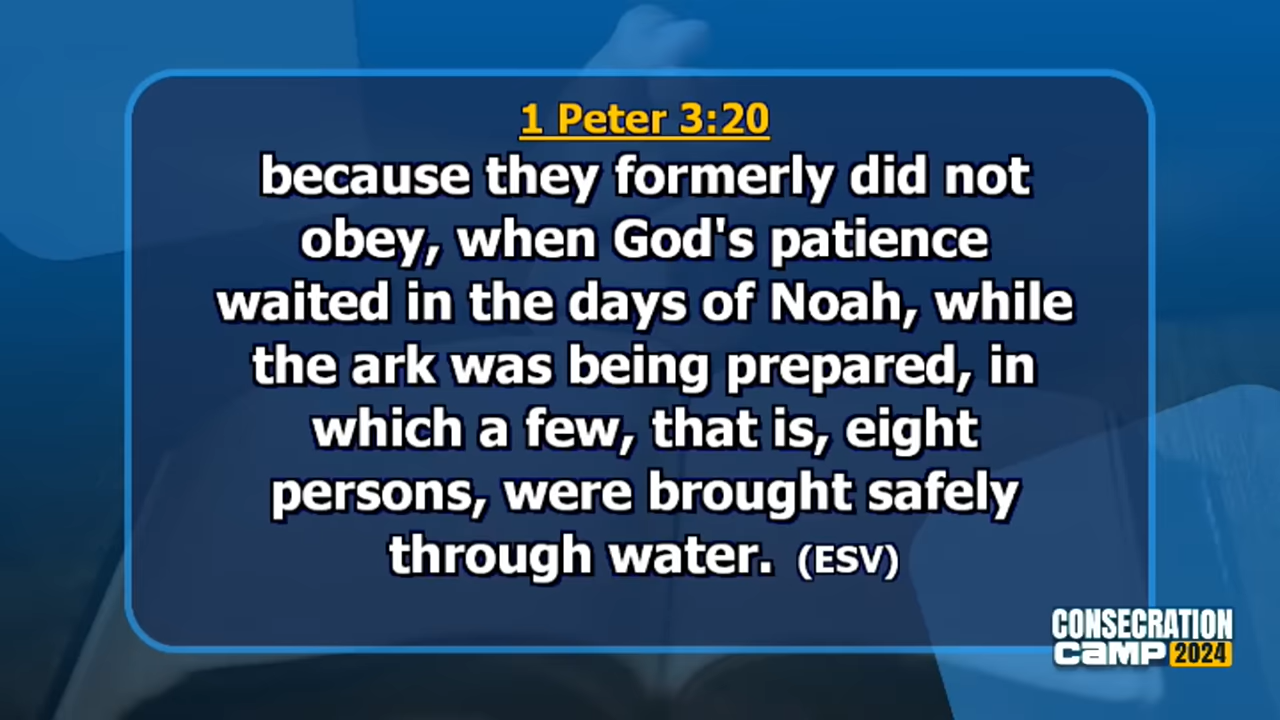 1 Peter 3:20
because they formerly did not
obey, when God's patience
waited in the days of Noah, while
the ark was being prepared, in
which a few, that is, eight
persons, were brought safely
through water. (ESV)
CONSECRATION
CAMP 2024